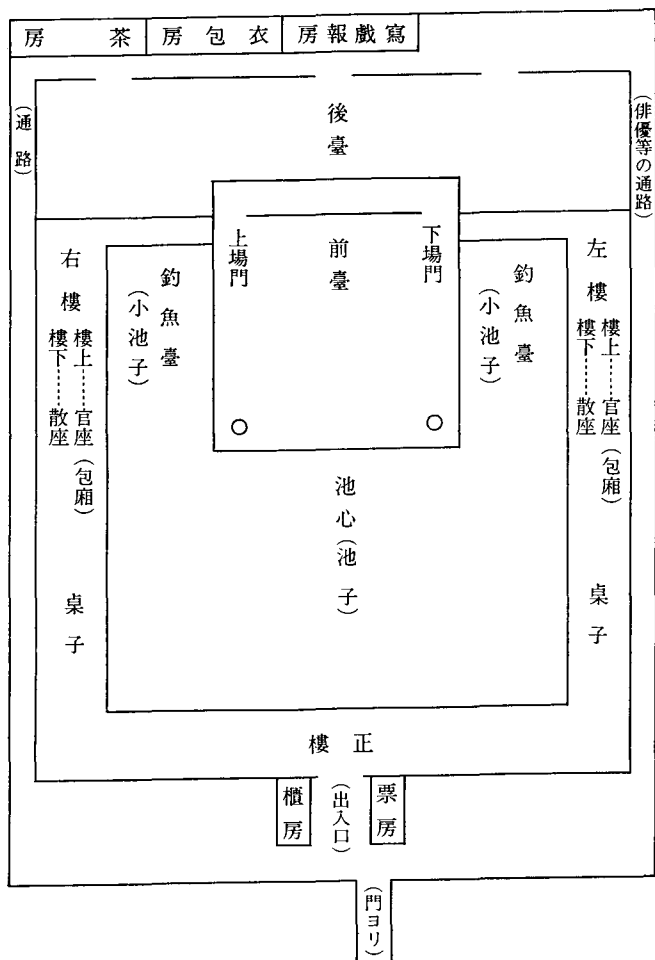 寫戲報房
衣包房
茶房
(俳優等の通路)
後臺
(通路)
下場門
前臺
上場門
左樓
樓上……官座(包廂)
樓下……散座
桌子
釣魚臺
(小池子)
釣魚臺
(小池子)
右樓
樓上……官座(包廂)
樓下……散座
桌子
池心(池子)
正樓
票房
(出入口)
櫃房
(門ヨリ)